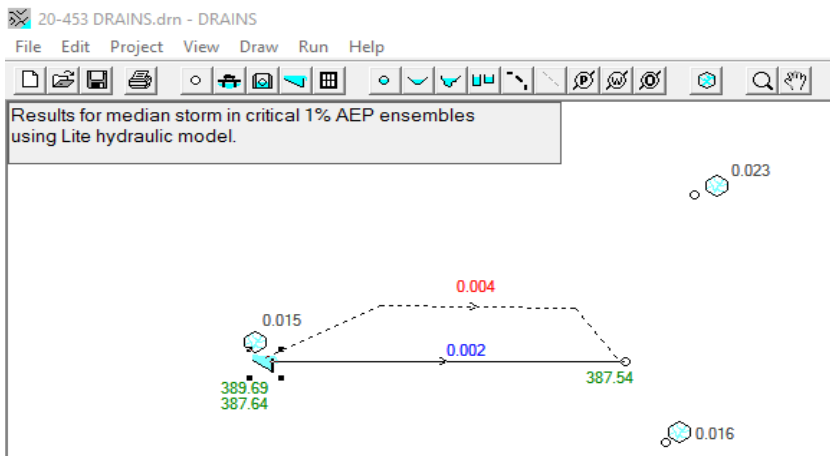 20-453 DRAINS.drn - DRAINS
File Edit Project View Draw Run Help
P W O
Results for median storm in critical 1% AEP ensembles
using Lite hydraulic model.
0.023
0.004
0.015
0.002
389.69
387.64
387.54
0.016